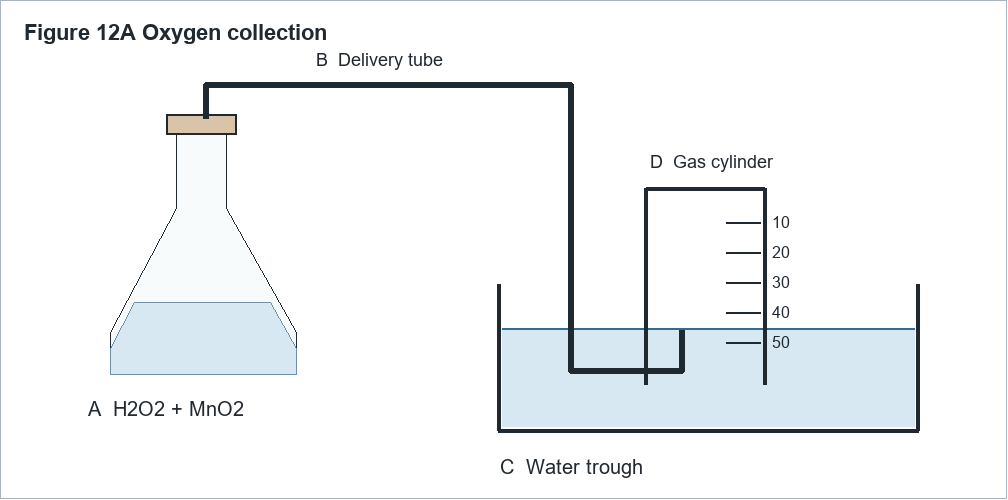 Figure 12A Oxygen collection
B Delivery tube
D Gas cylinder
10
20
30
40
50
A H2O2 + MnO2
C Water trough